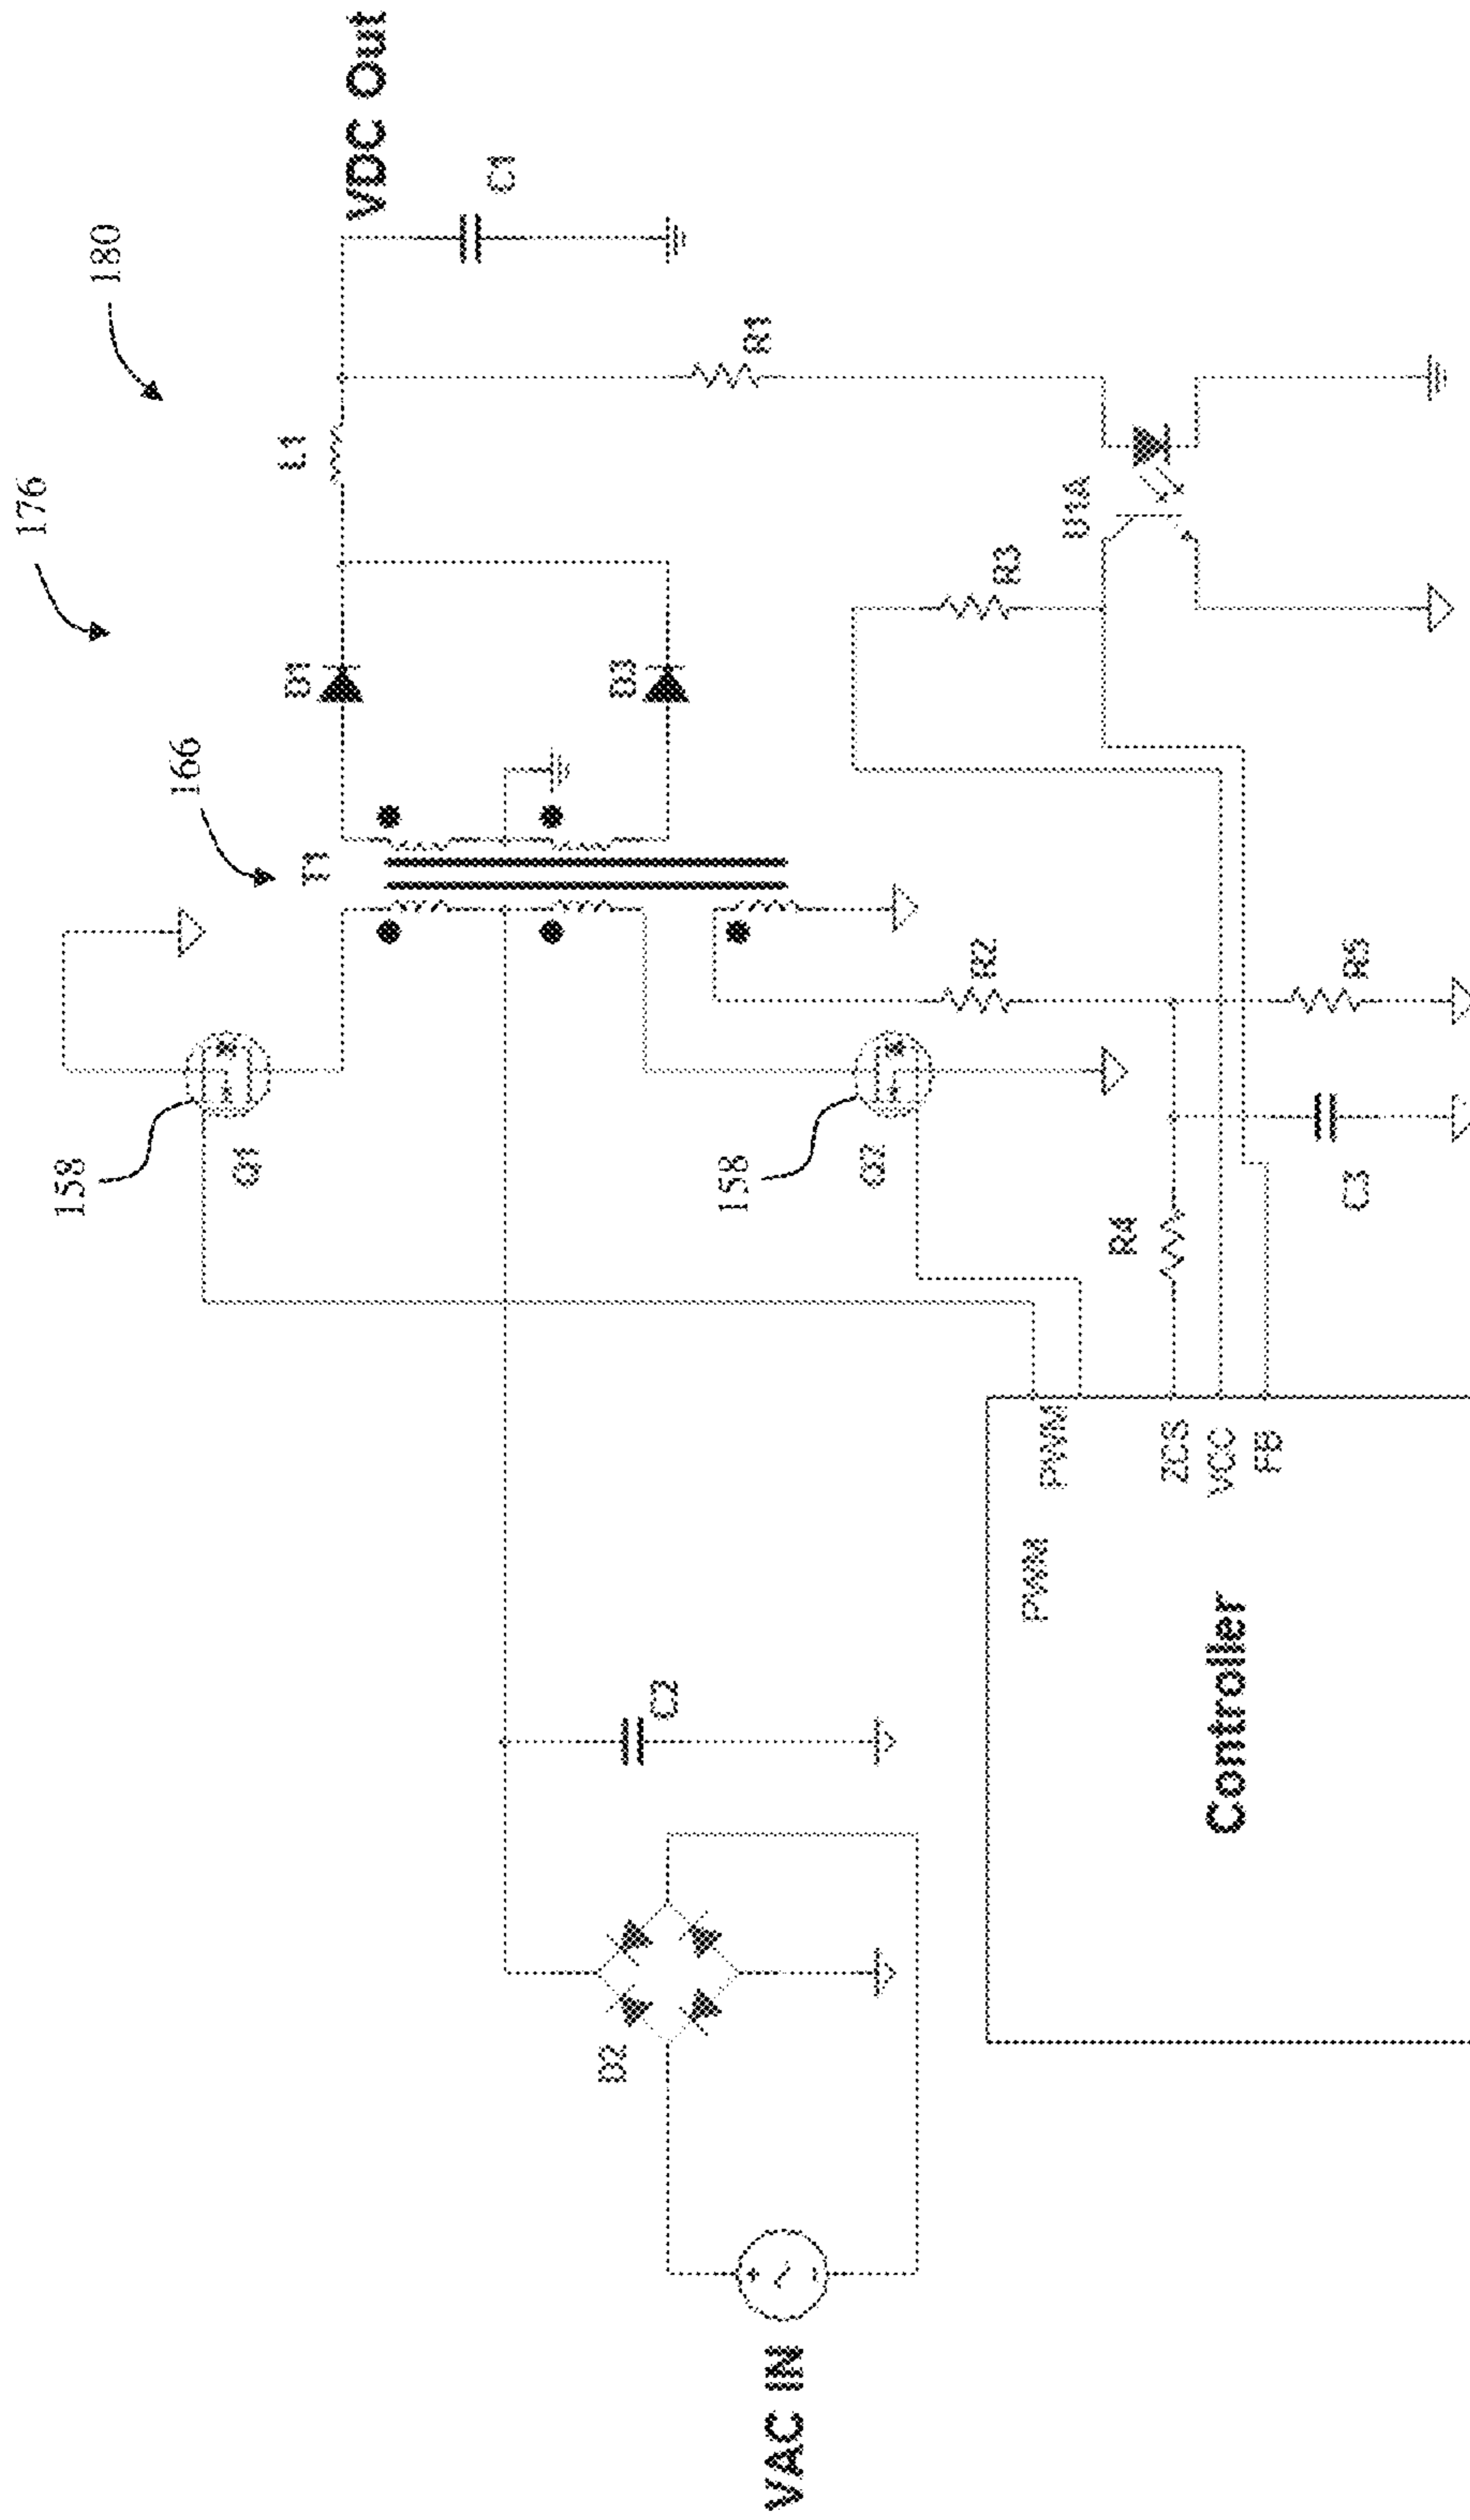 176
180
166
158
Q1
T1
D1
L1
VDC Out
C1
D3
R1
158
Q2
R2
R3
U1A
VAC IN
D2
C2
R4
R5
C3
PWM
PWM
ZCS
VCC
FB
Controller